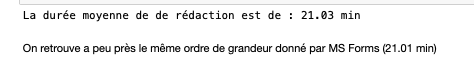 La durée moyenne de de rédaction est de : 21.03 min
On retrouve a peu près le même ordre de grandeur donné par MS Forms (21.01 min)